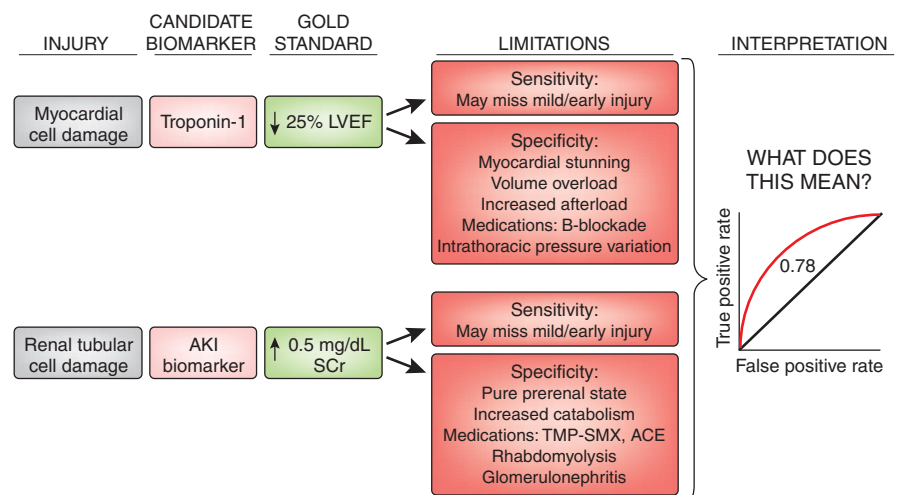 INJURY
CANDIDATE
BIOMARKER
GOLD
STANDARD
LIMITATIONS
INTERPRETATION
Myocardial
cell damage
Troponin-1
↓ 25% LVEF
Sensitivity:
May miss mild/early injury
Specificity:
Myocardial stunning
Volume overload
Increased afterload
Medications: B-blockade
Intrathoracic pressure variation
Renal tubular
cell damage
AKI
biomarker
↑ 0.5 mg/dL
SCr
Sensitivity:
May miss mild/early injury
Specificity:
Pure prerenal state
Increased catabolism
Medications: TMP-SMX, ACE
Rhabdomyolysis
Glomerulonephritis
WHAT DOES
THIS MEAN?
True positive rate
0.78
False positive rate